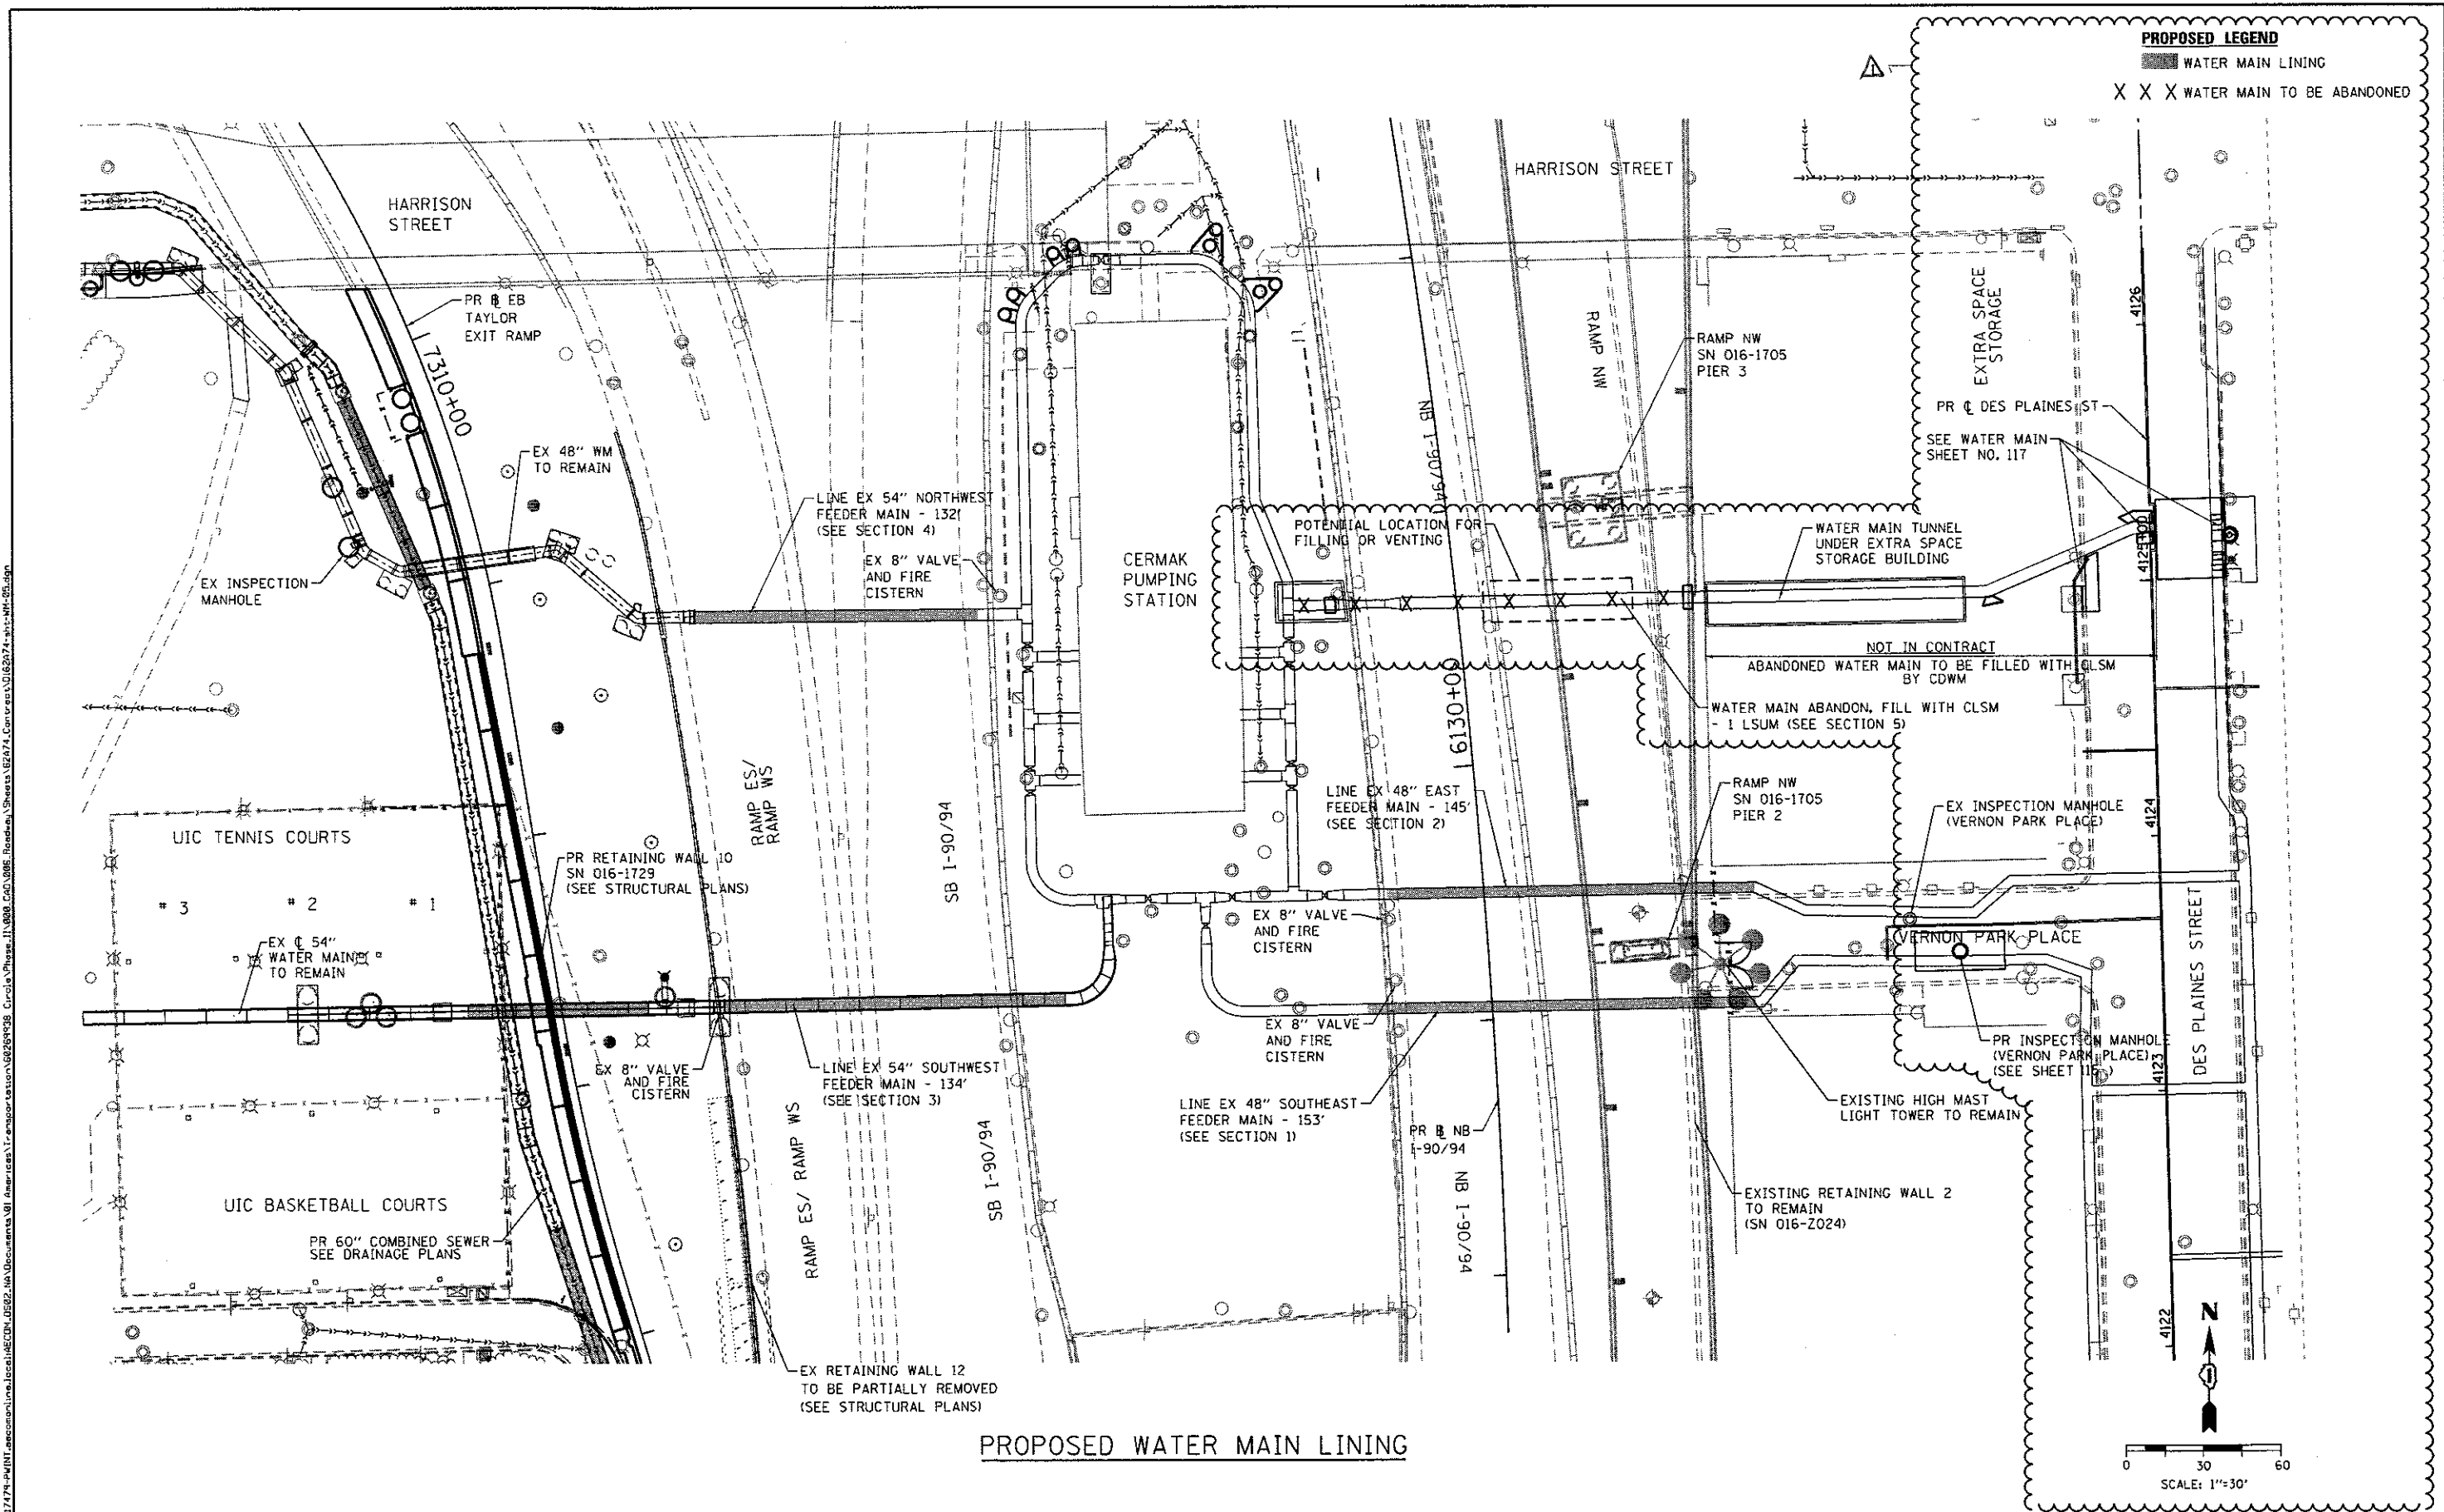 PROPOSED LEGEND
WATER MAIN LINING
X X X WATER MAIN TO BE ABANDONED
1
HARRISON
STREET
HARRISON STREET
PR ⅊ EB
TAYLOR
EXIT RAMP
7310+00
EX 48" WM
TO REMAIN
LINE EX 54" NORTHWEST
FEEDER MAIN - 132'
(SEE SECTION 4)
EX 8" VALVE
AND FIRE
CISTERN
EX INSPECTION
MANHOLE
CERMAK
PUMPING
STATION
POTENTIAL LOCATION FOR
FILLING OR VENTING
NB I-90/94
RAMP NW
RAMP NW
SN 016-1705
PIER 3
EXTRA SPACE
STORAGE
4126
PR ℄ DES PLAINES ST
SEE WATER MAIN
SHEET NO. 117
WATER MAIN TUNNEL
UNDER EXTRA SPACE
STORAGE BUILDING
4125+00
NOT IN CONTRACT
ABANDONED WATER MAIN TO BE FILLED WITH CLSM
BY CDWM
WATER MAIN ABANDON, FILL WITH CLSM
- 1 LSUM (SEE SECTION 5)
6130+00
RAMP NW
SN 016-1705
PIER 2
LINE EX 48" EAST
FEEDER MAIN - 145'
(SEE SECTION 2)
EX INSPECTION MANHOLE
(VERNON PARK PLACE)
4124
UIC TENNIS COURTS
# 3
# 2
# 1
PR RETAINING WALL 10
SN 016-1729
(SEE STRUCTURAL PLANS)
RAMP ES/
RAMP WS
SB I-90/94
EX ℄ 54"
WATER MAIN
TO REMAIN
EX 8" VALVE
AND FIRE
CISTERN
VERNON PARK PLACE
DES PLAINES STREET
EX 8" VALVE
AND FIRE
CISTERN
LINE EX 54" SOUTHWEST
FEEDER MAIN - 134'
(SEE SECTION 3)
EX 8" VALVE
AND FIRE
CISTERN
PR INSPECTION MANHOLE
(VERNON PARK PLACE)
(SEE SHEET 115)
4123
LINE EX 48" SOUTHEAST
FEEDER MAIN - 153'
(SEE SECTION 1)
EXISTING HIGH MAST
LIGHT TOWER TO REMAIN
PR ⅊ NB
I-90/94
RAMP ES/ RAMP WS
SB I-90/94
NB I-90/94
EXISTING RETAINING WALL 2
TO REMAIN
(SN 016-Z024)
UIC BASKETBALL COURTS
PR 60" COMBINED SEWER
SEE DRAINAGE PLANS
4122
N
EX RETAINING WALL 12
TO BE PARTIALLY REMOVED
(SEE STRUCTURAL PLANS)
PROPOSED WATER MAIN LINING
0 30 60
SCALE: 1"=30'